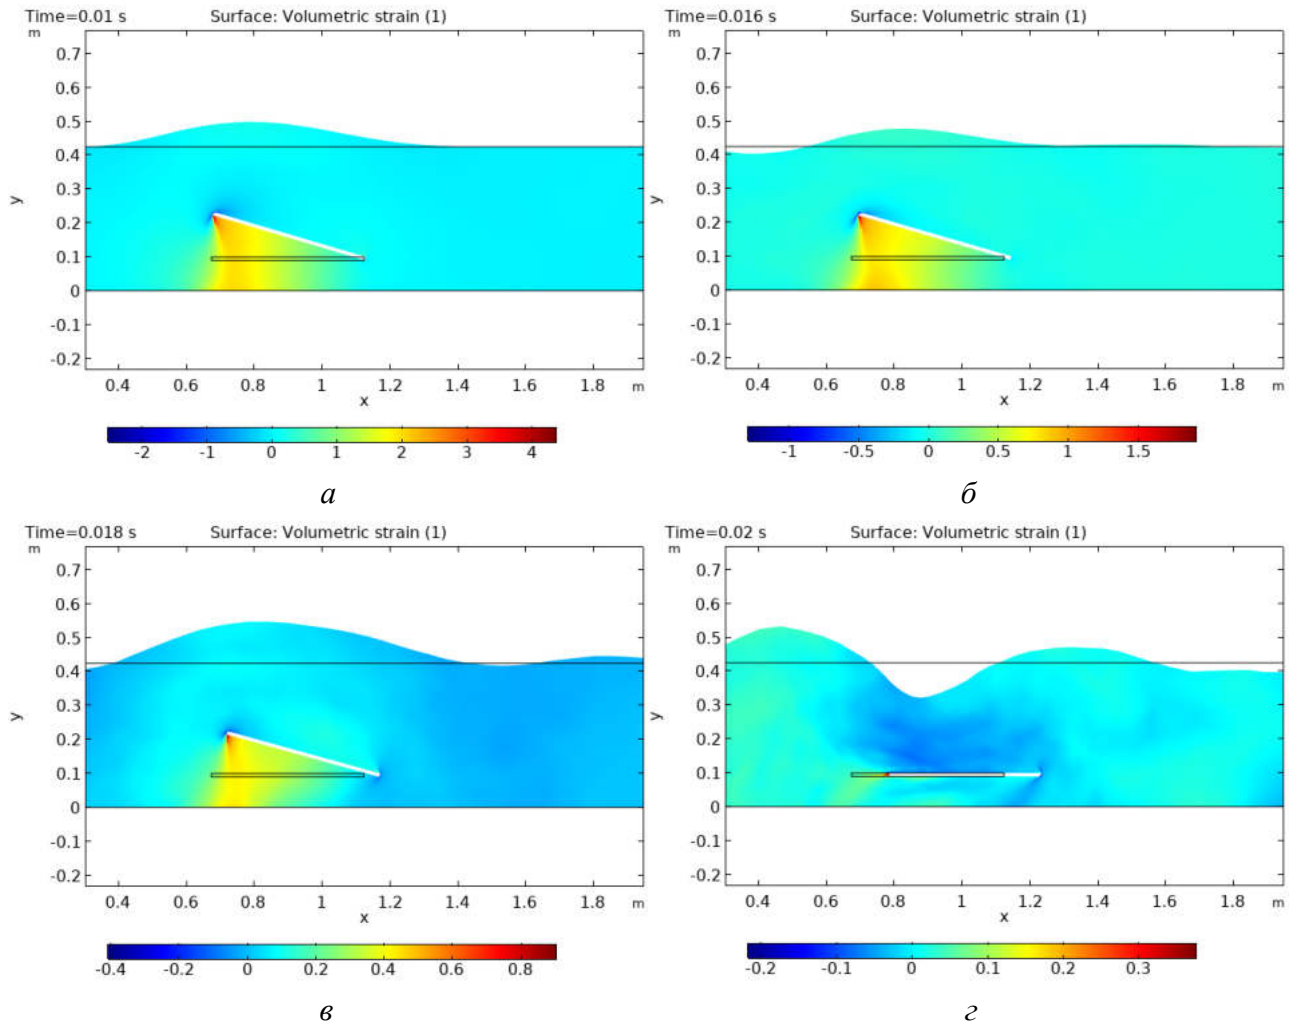 Time=0.01 s Surface: Volumetric strain (1)
m
0.7
0.6
0.5
0.4
0.3
0.2
0.1
0
-0.1
-0.2
y
0.4 0.6 0.8 1 1.2 1.4 1.6 1.8 m
x
-2 -1 0 1 2 3 4
а
Time=0.016 s Surface: Volumetric strain (1)
m
0.7
0.6
0.5
0.4
0.3
0.2
0.1
0
-0.1
-0.2
y
0.4 0.6 0.8 1 1.2 1.4 1.6 1.8 m
x
-1 -0.5 0 0.5 1 1.5
б
Time=0.018 s Surface: Volumetric strain (1)
m
0.7
0.6
0.5
0.4
0.3
0.2
0.1
0
-0.1
-0.2
y
0.4 0.6 0.8 1 1.2 1.4 1.6 1.8 m
x
-0.4 -0.2 0 0.2 0.4 0.6 0.8
в
Time=0.02 s Surface: Volumetric strain (1)
m
0.7
0.6
0.5
0.4
0.3
0.2
0.1
0
-0.1
-0.2
y
0.4 0.6 0.8 1 1.2 1.4 1.6 1.8 m
x
-0.2 -0.1 0 0.1 0.2 0.3
г